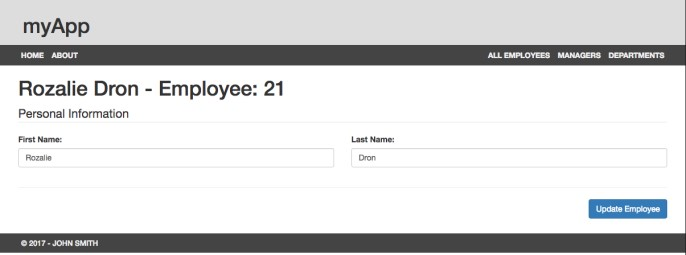 myApp
HOME ABOUT ALL EMPLOYEES MANAGERS DEPARTMENTS
Rozalie Dron - Employee: 21
Personal Information
First Name: Last Name:
Rozalie Dron
Update Employee
© 2017 - JOHN SMITH